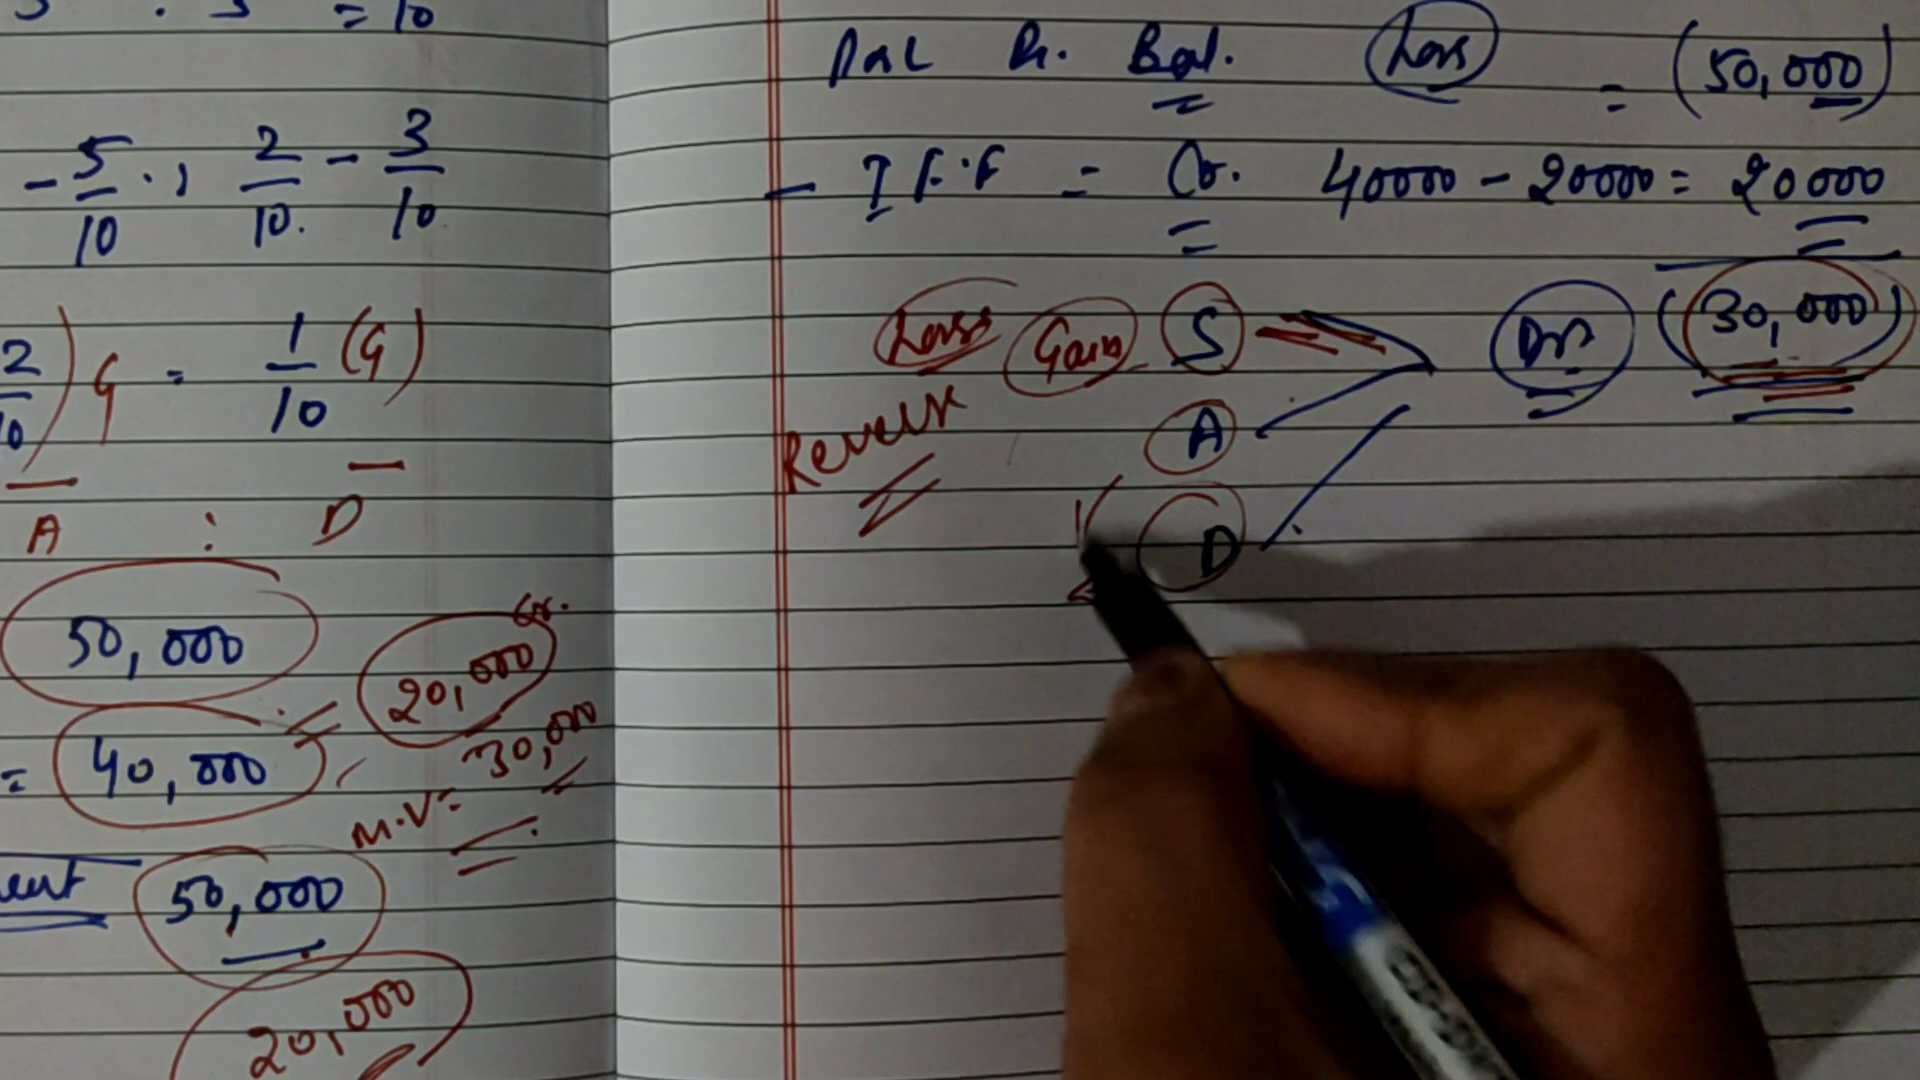 = 10
- 5/10 . , 2/10. - 3/10
2/10 ) G = 1/10 (G)
A : D
50,000
= 40,000 = 20,000 Cr.
M.V = 30,000
50,000
20,000
P&L Dr. Bal. Loss = (50,000)
- I F.F = Cr. 40000 - 20000 = 20000
Loss Gain S Dr. (30,000)
Reverse A
D